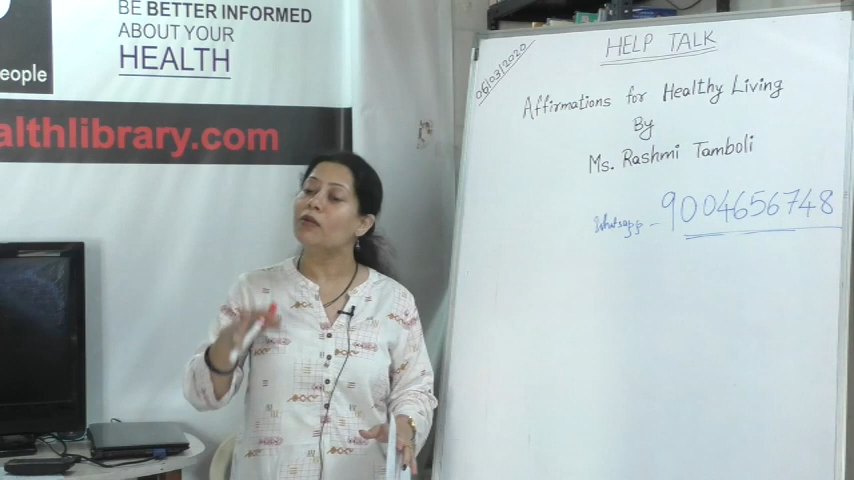 BE BETTER INFORMED
ABOUT YOUR
HEALTH
eople
althlibrary.com
06/03/2020
HELP TALK
Affirmations for Healthy Living
By
Ms. Rashmi Tamboli
Whatsapp - 9004656748